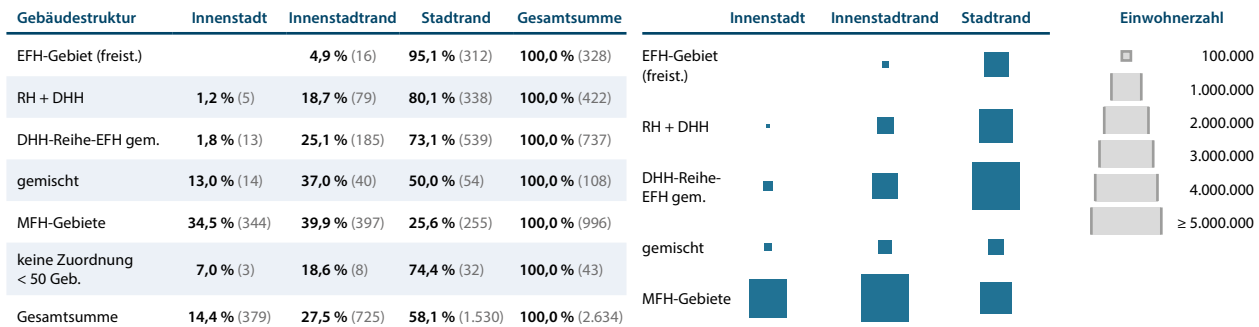 Gebäudestruktur Innenstadt Innenstadtrand Stadtrand Gesamtsumme
EFH-Gebiet (freist.) 4,9 % (16) 95,1 % (312) 100,0 % (328)
RH + DHH 1,2 % (5) 18,7 % (79) 80,1 % (338) 100,0 % (422)
DHH-Reihe-EFH gem. 1,8 % (13) 25,1 % (185) 73,1 % (539) 100,0 % (737)
gemischt 13,0 % (14) 37,0 % (40) 50,0 % (54) 100,0 % (108)
MFH-Gebiete 34,5 % (344) 39,9 % (397) 25,6 % (255) 100,0 % (996)
keine Zuordnung
< 50 Geb. 7,0 % (3) 18,6 % (8) 74,4 % (32) 100,0 % (43)
Gesamtsumme 14,4 % (379) 27,5 % (725) 58,1 % (1.530) 100,0 % (2.634)
Innenstadt Innenstadtrand Stadtrand
EFH-Gebiet
(freist.)
RH + DHH
DHH-Reihe-
EFH gem.
gemischt
MFH-Gebiete
Einwohnerzahl
100.000
1.000.000
2.000.000
3.000.000
4.000.000
≥ 5.000.000